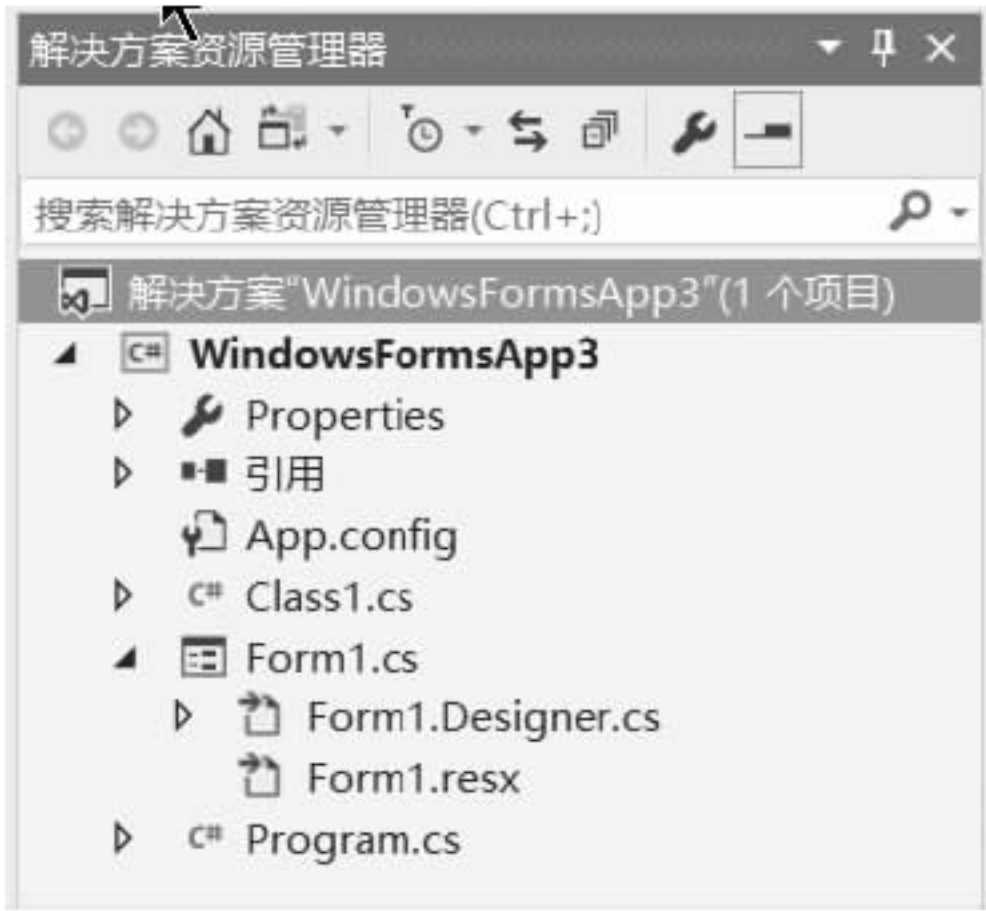 解决方案资源管理器
搜索解决方案资源管理器(Ctrl+;)
解决方案"WindowsFormsApp3"(1 个项目)
C# WindowsFormsApp3
Properties
引用
App.config
C# Class1.cs
Form1.cs
Form1.Designer.cs
Form1.resx
C# Program.cs